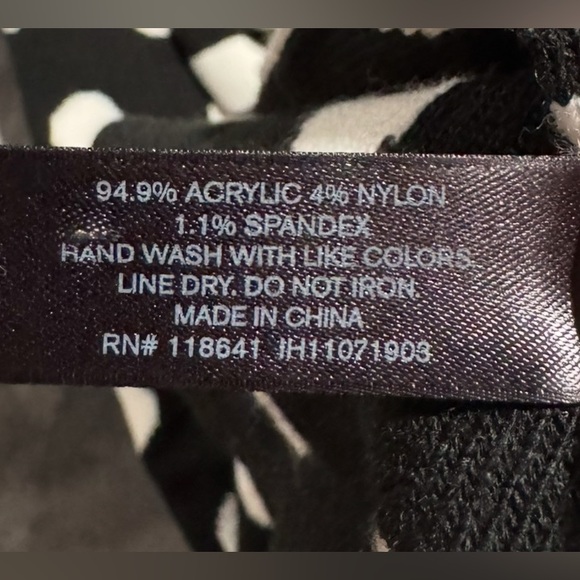 94.9% ACRYLIC 4% NYLON
1.1% SPANDEX
HAND WASH WITH LIKE COLORS.
LINE DRY. DO NOT IRON.
MADE IN CHINA
RN# 118641 IH11071903